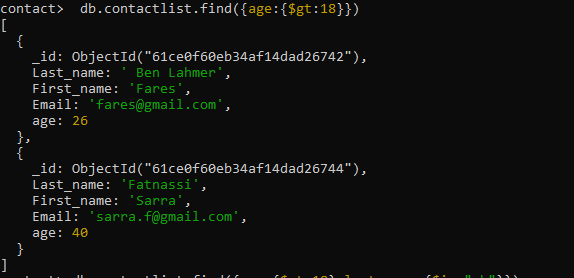 contact>  db.contactlist.find({age:{$gt:18}})
[
  {
    _id: ObjectId("61ce0f60eb34af14dad26742"),
    Last_name: ' Ben Lahmer',
    First_name: 'Fares',
    Email: 'fares@gmail.com',
    age: 26
  },
  {
    _id: ObjectId("61ce0f60eb34af14dad26744"),
    Last_name: 'Fatnassi',
    First_name: 'Sarra',
    Email: 'sarra.f@gmail.com',
    age: 40
  }
]